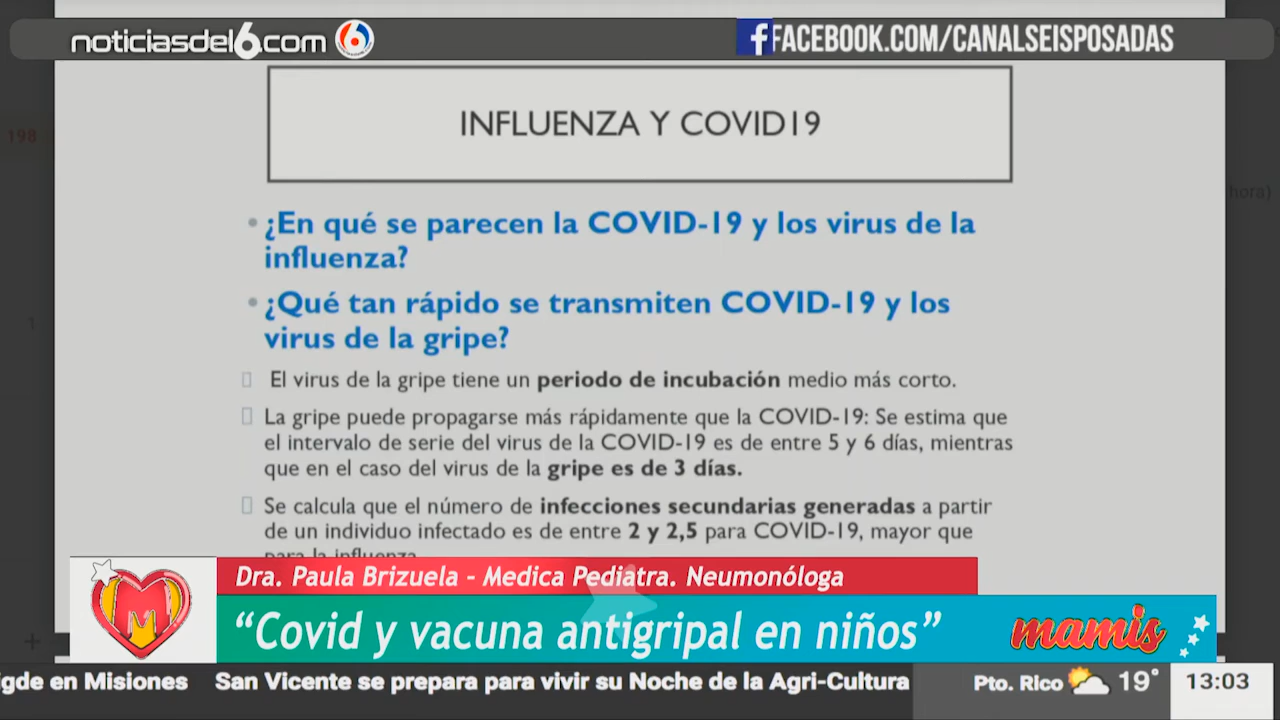 noticiasdel6.com
FACEBOOK.COM/CANALSEISPOSADAS
INFLUENZA Y COVID19
198
hora)
• ¿En qué se parecen la COVID-19 y los virus de la
influenza?
• ¿Qué tan rápido se transmiten COVID-19 y los
virus de la gripe?
1
El virus de la gripe tiene un periodo de incubación medio más corto.
La gripe puede propagarse más rápidamente que la COVID-19: Se estima que
el intervalo de serie del virus de la COVID-19 es de entre 5 y 6 días, mientras
que en el caso del virus de la gripe es de 3 días.
Se calcula que el número de infecciones secundarias generadas a partir
de un individuo infectado es de entre 2 y 2,5 para COVID-19, mayor que
para la influenza
Dra. Paula Brizuela - Medica Pediatra. Neumonóloga
“Covid y vacuna antigripal en niños”
M
mamis
igde en Misiones San Vicente se prepara para vivir su Noche de la Agri-Cultura
Pto. Rico 19° 13:03